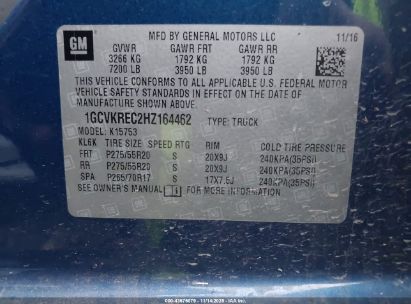 GM
MFD BY GENERAL MOTORS LLC
11/16
GVWR GAWR FRT GAWR RR
3266 KG 1792 KG 1792 KG
7200 LB 3950 LB 3950 LB
THIS VEHICLE CONFORMS TO ALL APPLICABLE U.S. FEDERAL MOTOR
VEHICLE SAFETY STANDARDS IN EFFECT ON THE DATE OF
MANUFACTURE SHOWN ABOVE.
1GCVKREC2HZ164462 TYPE: TRUCK
MODEL: K15753
KL6K TIRE SIZE SPEED RTG RIM COLD TIRE PRESSURE
FRT P275/55R20 S 20X9J 240KPA(35PSI)
RR P275/55R20 S 20X9J 240KPA(35PSI)
SPA P265/70R17 S 17X7.5J 240KPA(35PSI)
SEE OWNER'S MANUAL FOR MORE INFORMATION